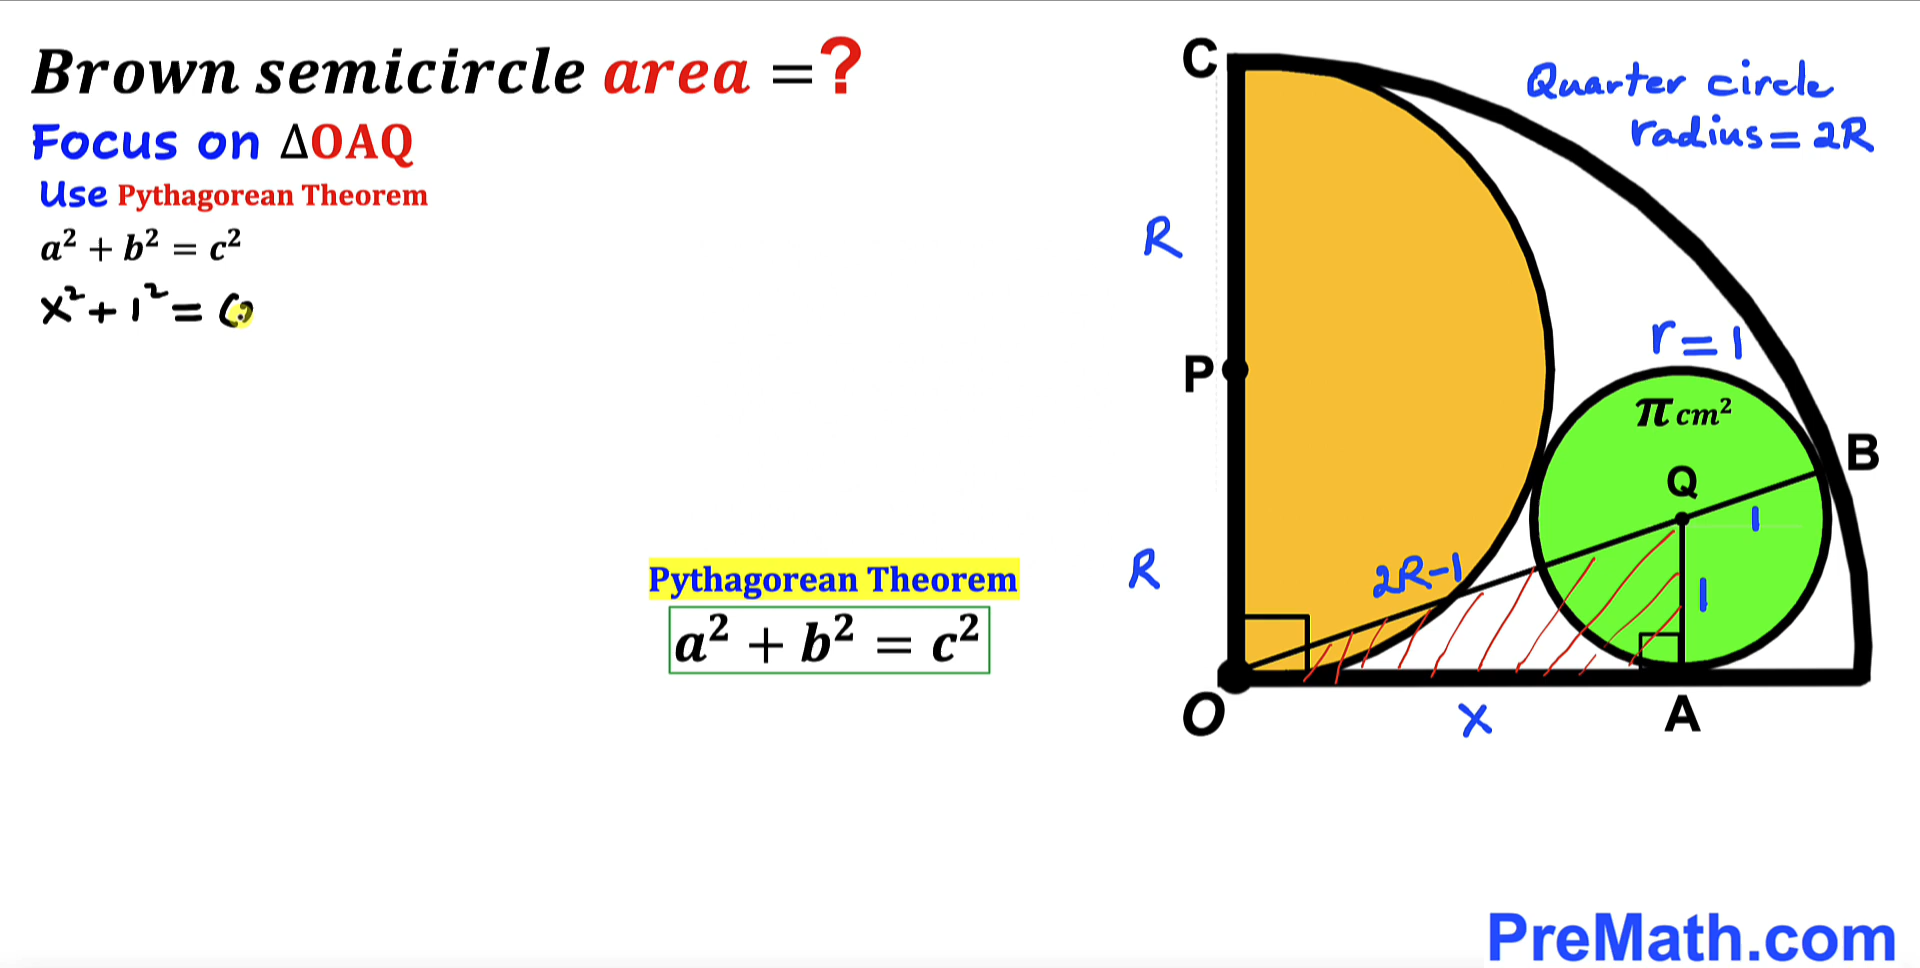 Brown semicircle area =?
Focus on ΔOAQ
Use Pythagorean Theorem
a² + b² = c²
x² + 1² = (
Pythagorean Theorem
a² + b² = c²
C
Quarter circle
radius = 2R
R
r = 1
P
π cm²
B
Q
1
R
2R-1
1
O
x
A
PreMath.com